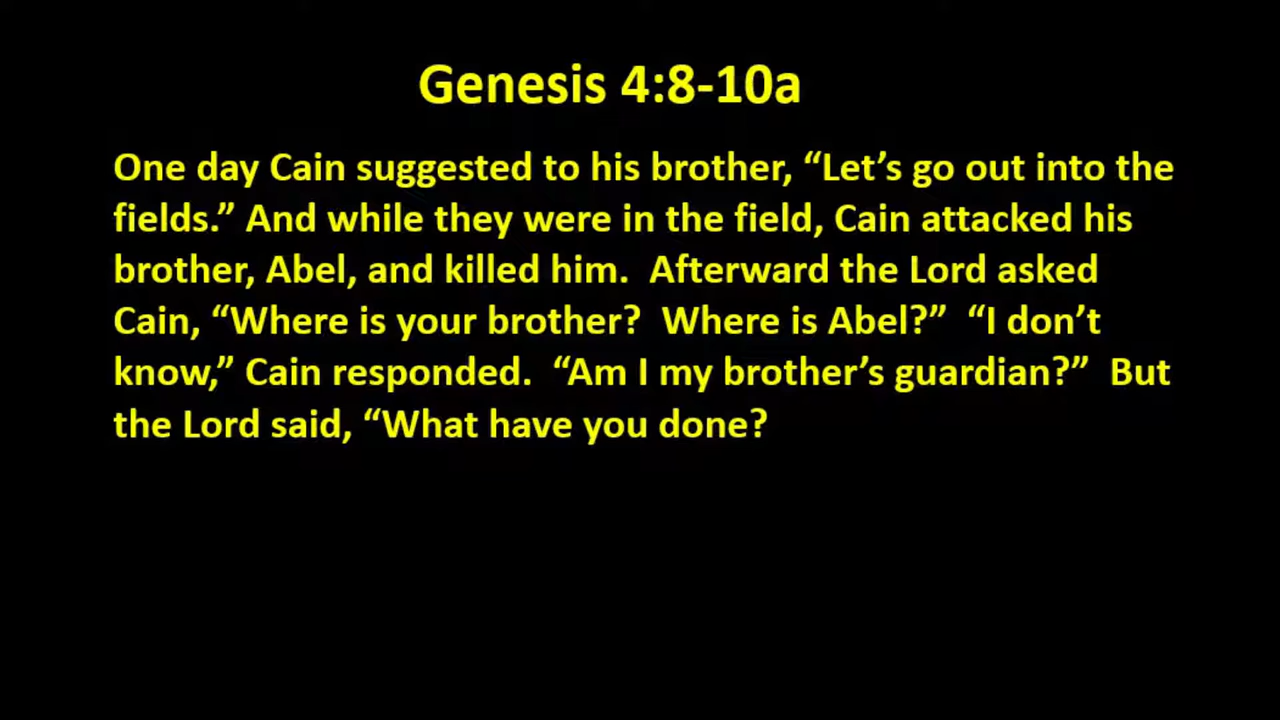 Genesis 4:8-10a
One day Cain suggested to his brother, “Let’s go out into the
fields.” And while they were in the field, Cain attacked his
brother, Abel, and killed him.  Afterward the Lord asked
Cain, “Where is your brother?  Where is Abel?”  “I don’t
know,” Cain responded.  “Am I my brother’s guardian?”  But
the Lord said, “What have you done?